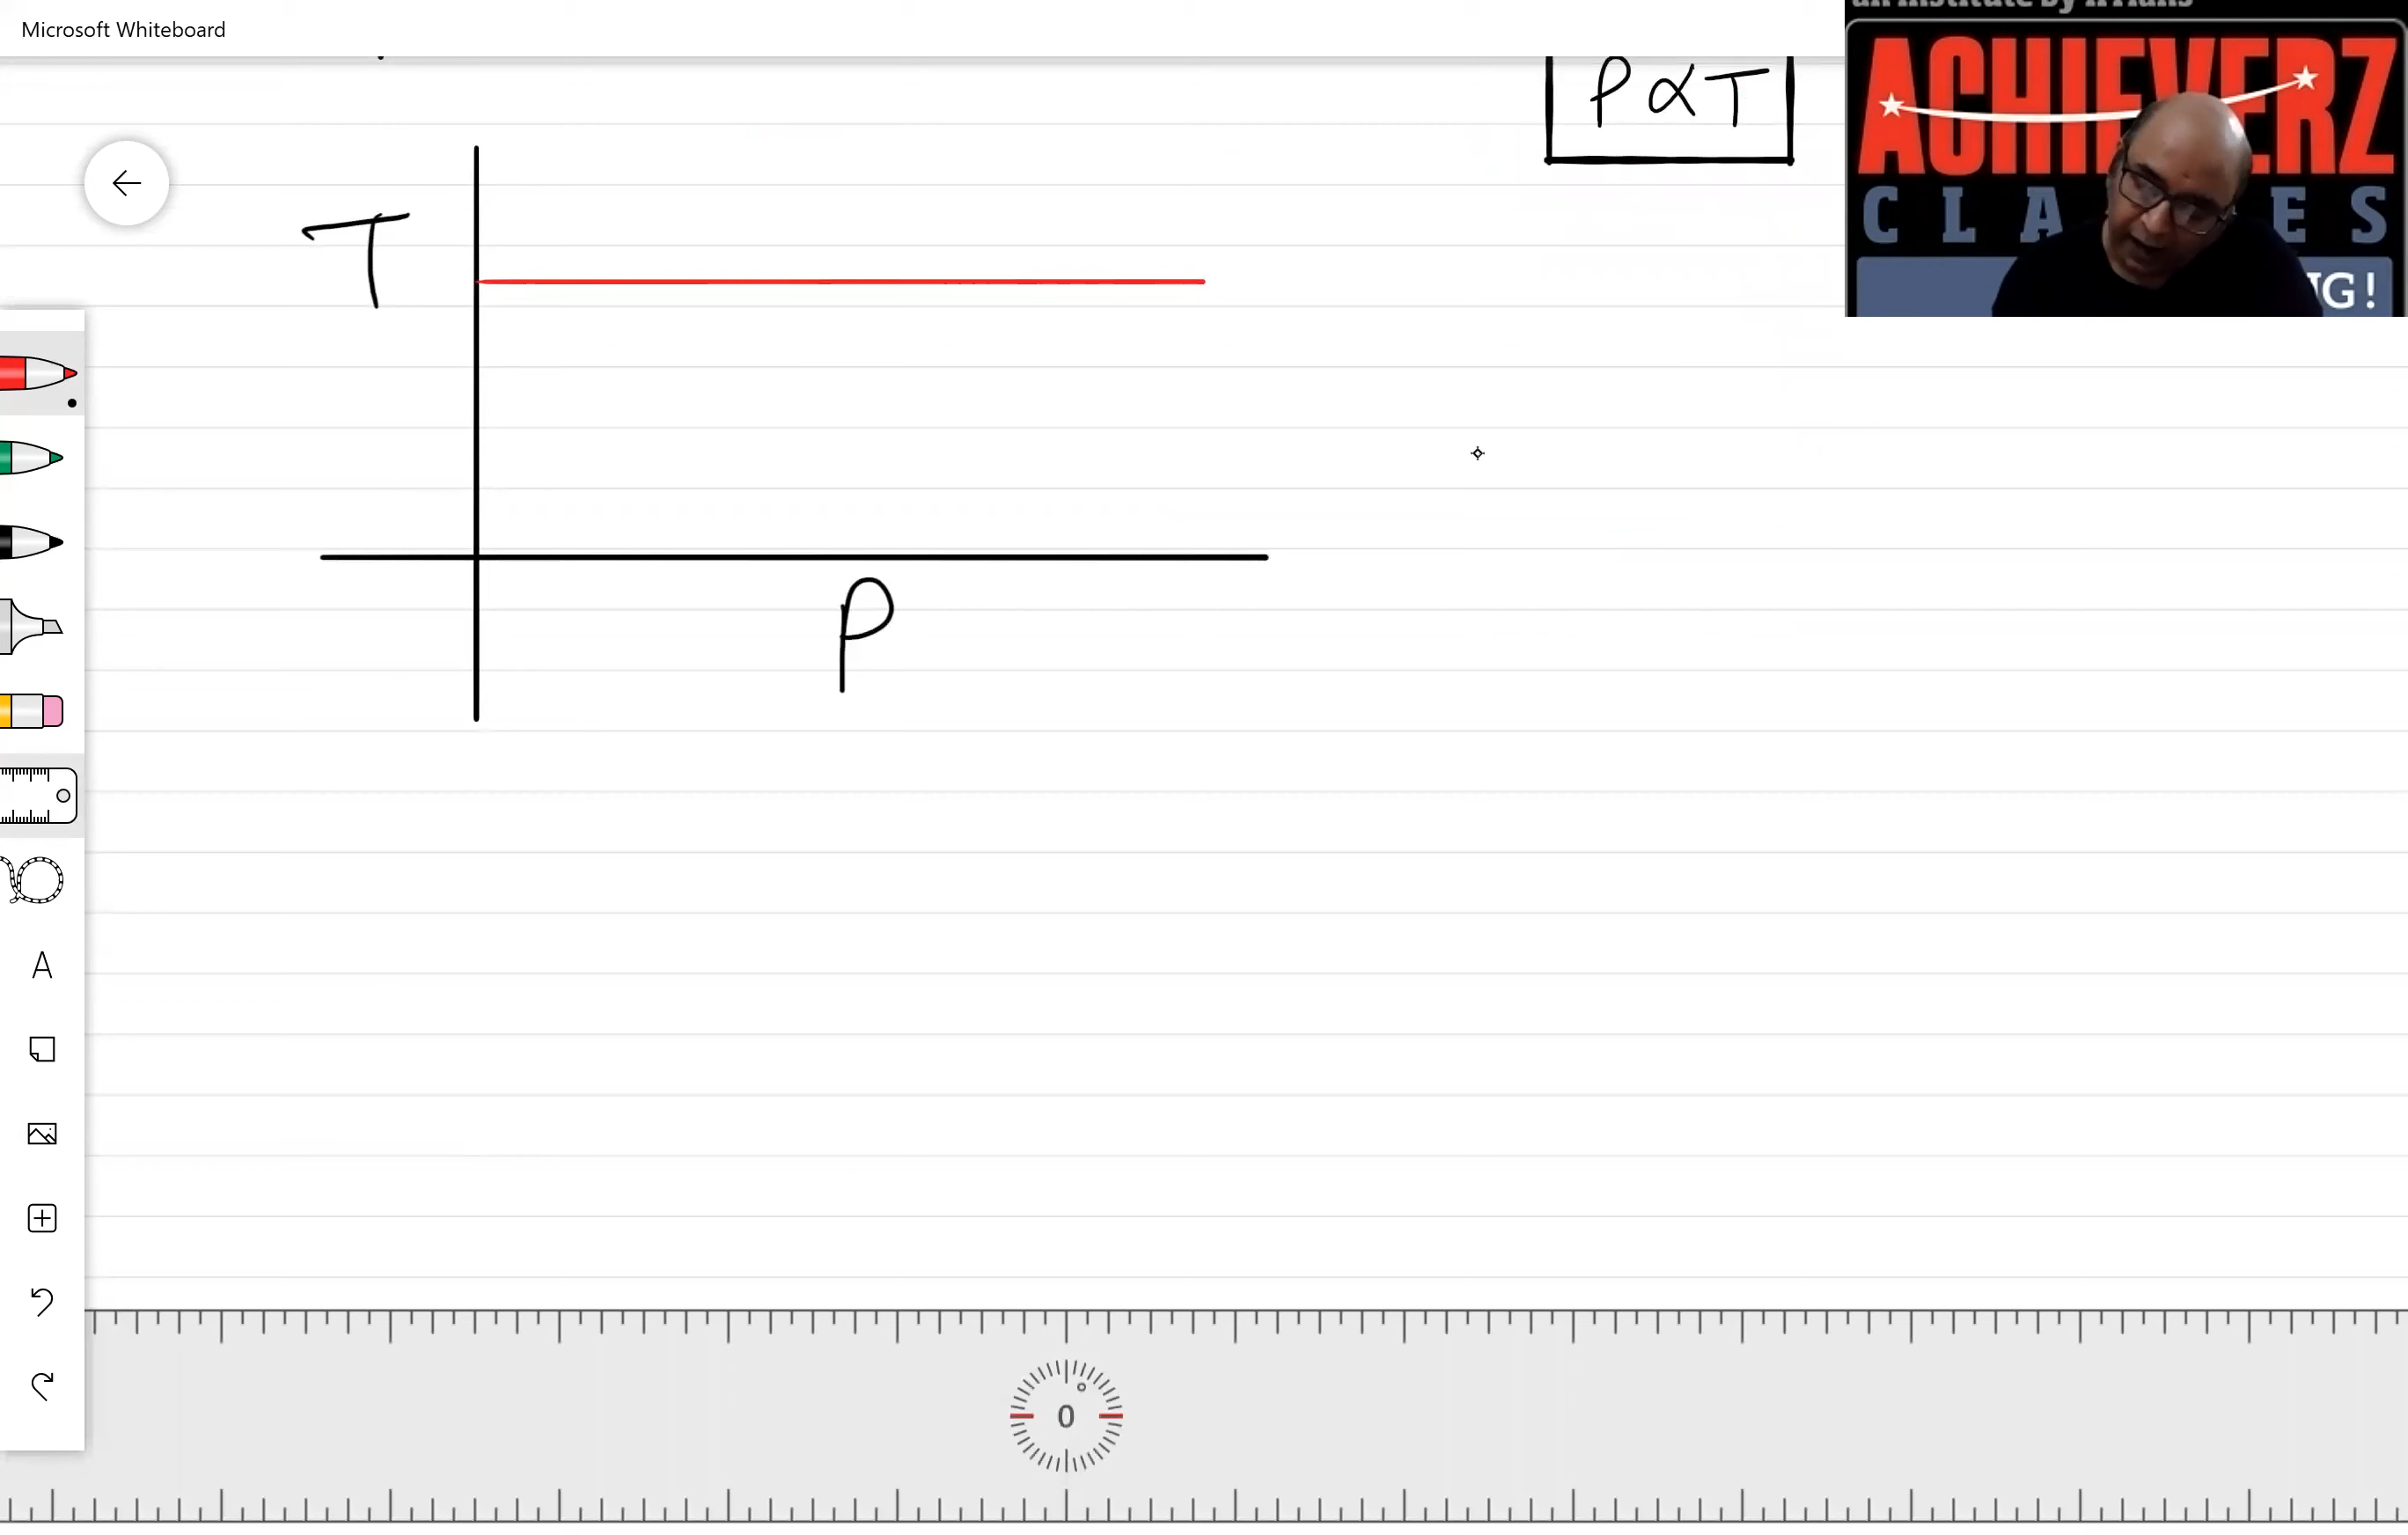 Microsoft Whiteboard
P α T
ACHIEVERZ
CLA ES
G!
T
P
A
0